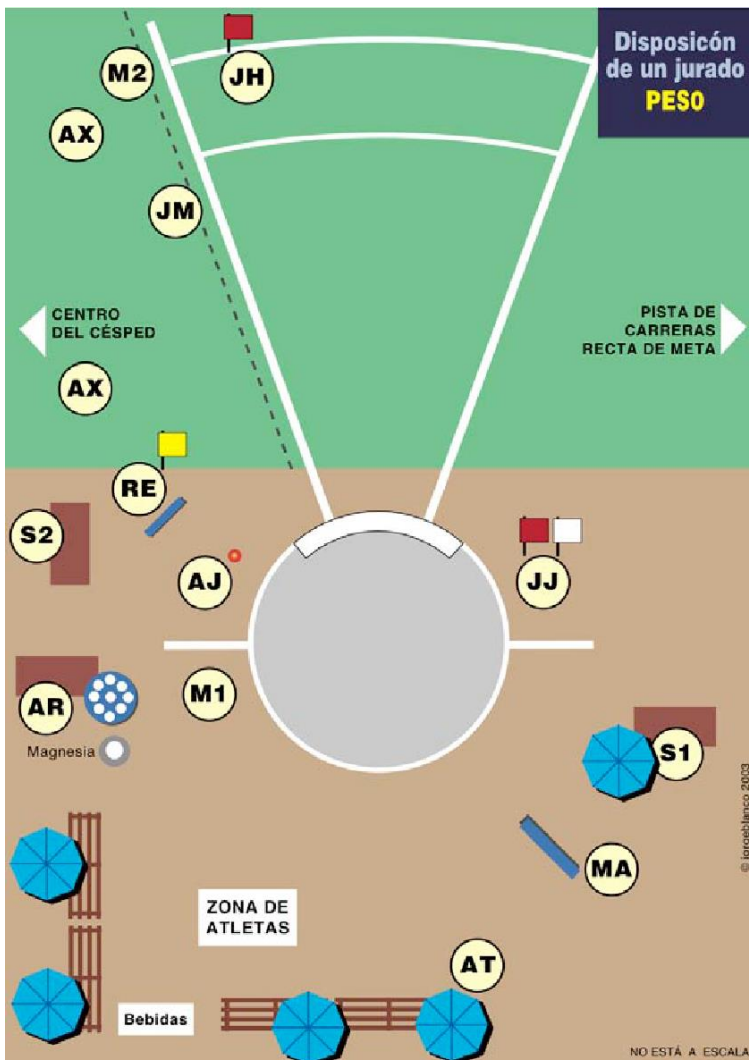 Disposicón
de un jurado
PESO
M2
JH
AX
JM
CENTRO
DEL CÉSPED
PISTA DE
CARRERAS
RECTA DE META
AX
RE
S2
AJ
JJ
AR
M1
Magnesia
S1
MA
ZONA DE
ATLETAS
AT
Bebidas
NO ESTÁ A ESCALA
© jorgeblanco 2003